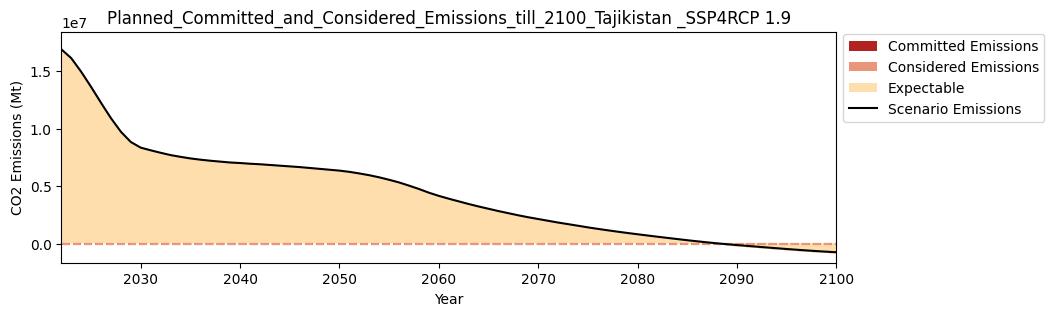 Planned_Committed_and_Considered_Emissions_till_2100_Tajikistan _SSP4RCP 1.9
1e7
Committed Emissions
Considered Emissions
Expectable
Scenario Emissions
CO2 Emissions (Mt)
1.5
1.0
0.5
0.0
2030
2040
2050
2060
2070
2080
2090
2100
Year